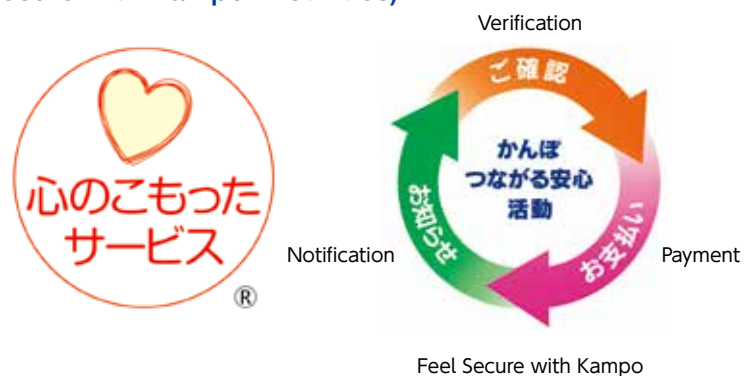 Verification
心のこもった
サービス
®
ご確認
かんぽ
つながる安心
活動
お知らせ
お支払い
Notification
Payment
Feel Secure with Kampo